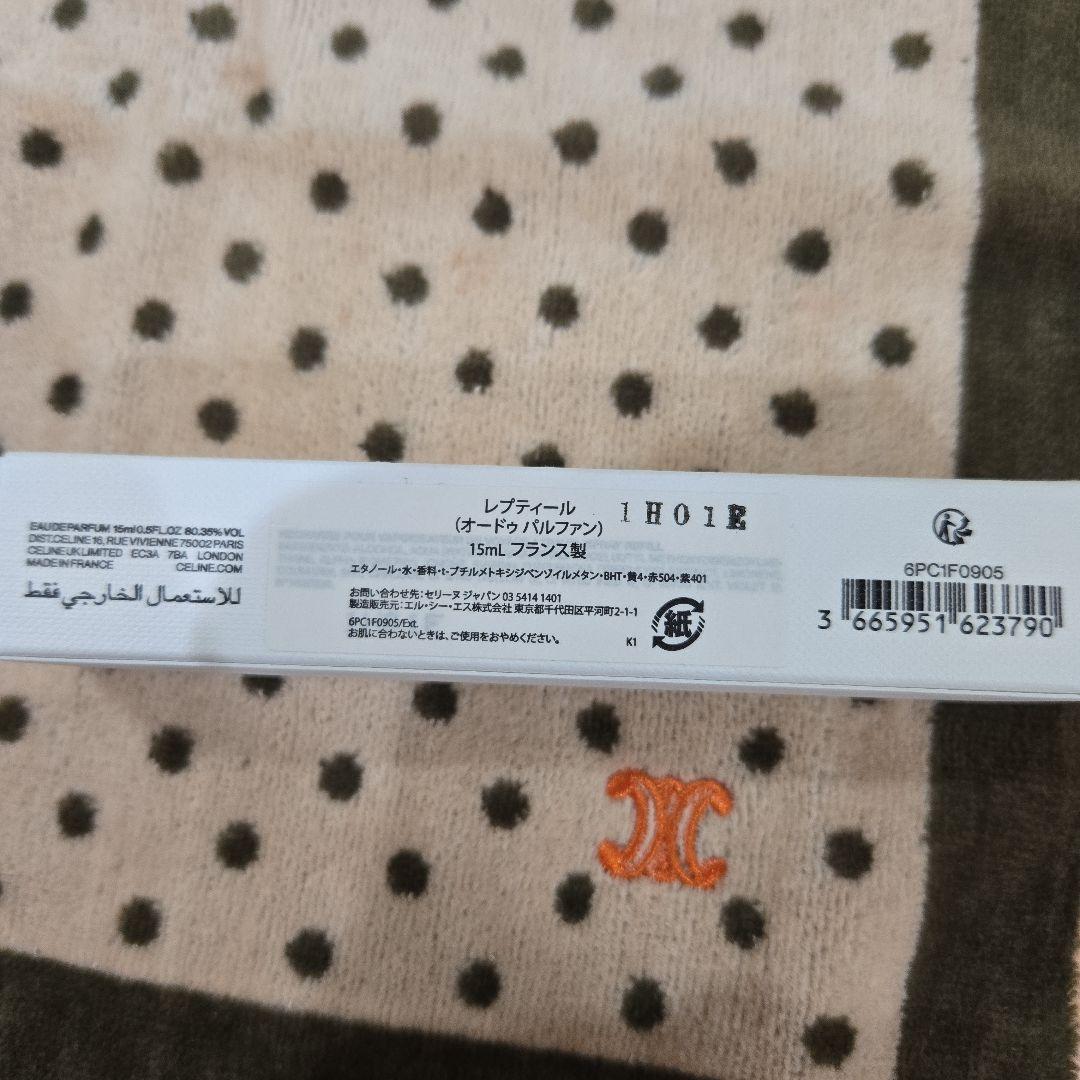 EAU DE PARFUM 15ml 0.5FL.OZ 80.35% VOL
DIST. CELINE 16, RUE VIVIENNE 75002 PARIS
CELINE UK LIMITED EC3A 7BA LONDON
MADE IN FRANCE CELINE.COM
للاستعمال الخارجي فقط
レプティール
(オードゥ パルファン)
15mL フランス製
1H01E
エタノール・水・香料・t-ブチルメトキシジベンゾイルメタン・BHT・黄4・赤504・紫401
お問い合わせ先: セリーヌ ジャパン 03 5414 1401
製造販売元: エル・シー・エス株式会社 東京都千代田区平河町2-1-1
6PC1F0905/Ext.
お肌に合わないときは、ご使用をおやめください。
K1
紙
6PC1F0905
3 665951 623790